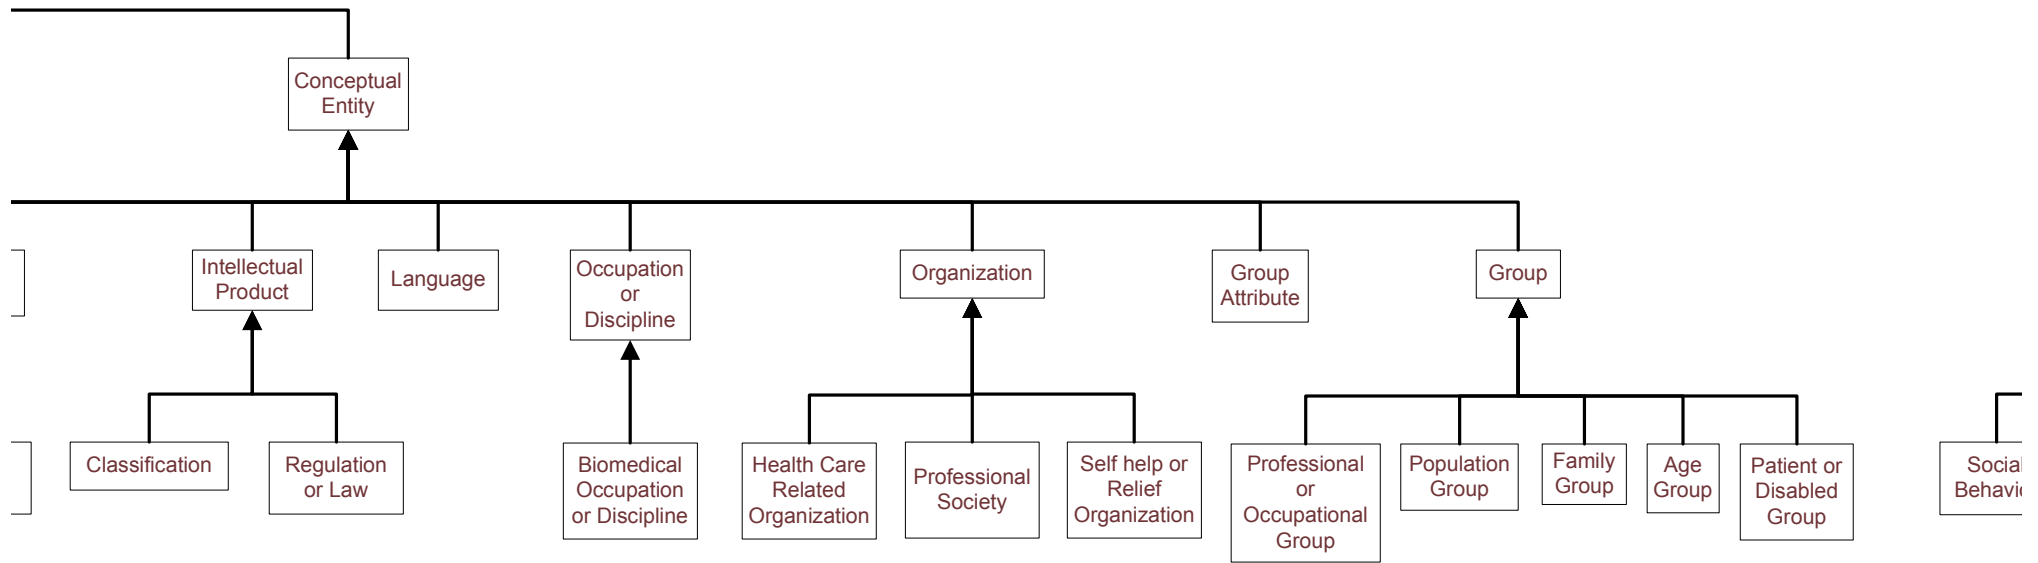 Conceptual
Entity
Intellectual
Product
Language
Occupation
or
Discipline
Organization
Group
Attribute
Group
Classification
Regulation
or Law
Biomedical
Occupation
or Discipline
Health Care
Related
Organization
Professional
Society
Self help or
Relief
Organization
Professional
or
Occupational
Group
Population
Group
Family
Group
Age
Group
Patient or
Disabled
Group
Social